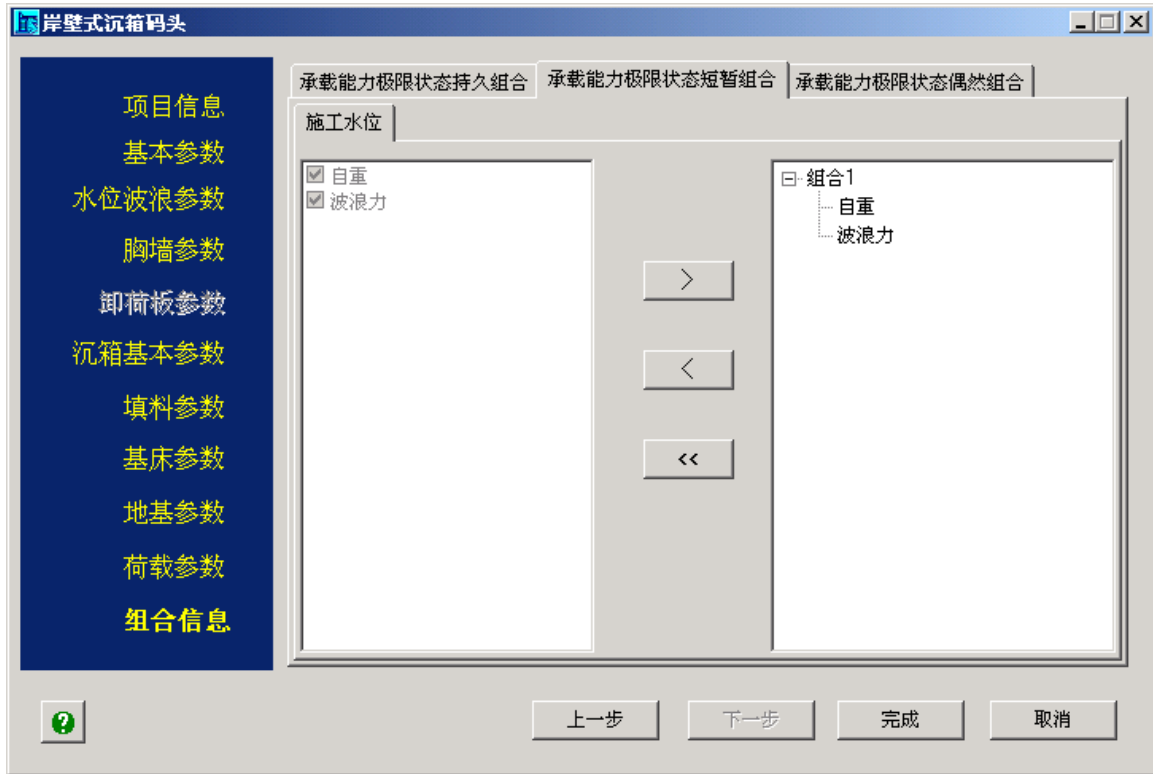 岸壁式沉箱码头
项目信息
基本参数
水位波浪参数
胸墙参数
卸荷板参数
沉箱基本参数
填料参数
基床参数
地基参数
荷载参数
组合信息
承载能力极限状态持久组合 承载能力极限状态短暂组合 承载能力极限状态偶然组合
施工水位
自重
波浪力
>
<
<<
组合1
自重
波浪力
?
上一步 下一步 完成 取消